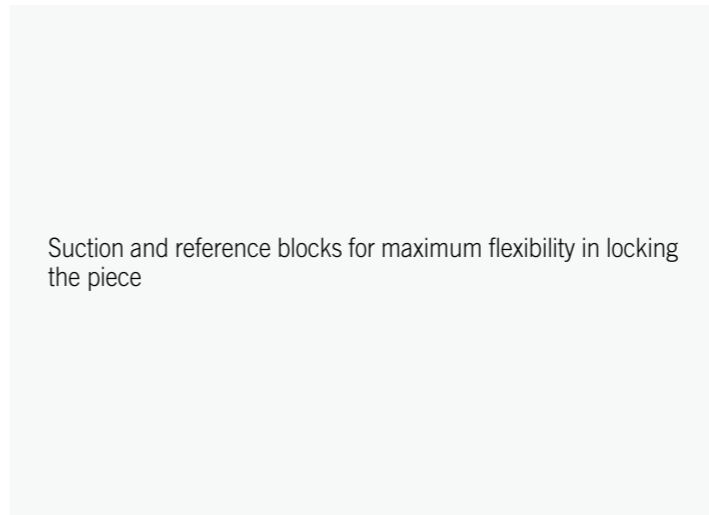 Suction and reference blocks for maximum flexibility in locking
the piece